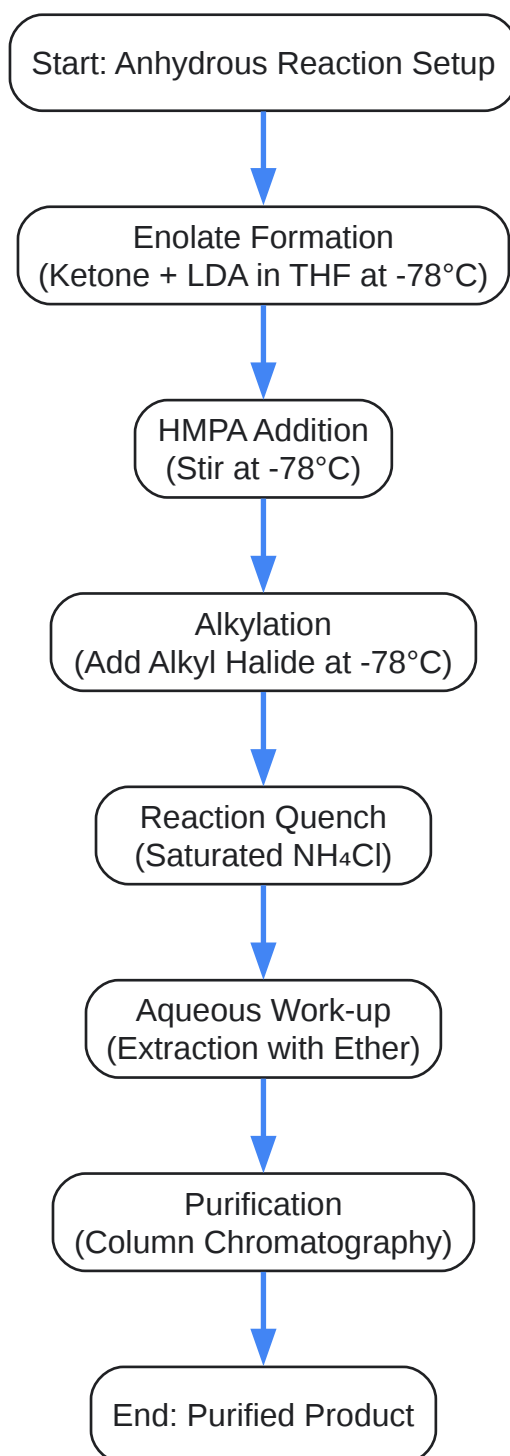 Start: Anhydrous Reaction Setup
Enolate Formation
(Ketone + LDA in THF at -78°C)
HMPA Addition
(Stir at -78°C)
Alkylation
(Add Alkyl Halide at -78°C)
Reaction Quench
(Saturated NH₄Cl)
Aqueous Work-up
(Extraction with Ether)
Purification
(Column Chromatography)
End: Purified Product